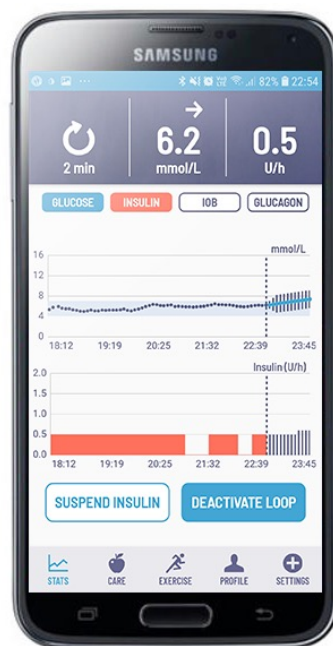 SAMSUNG
82% 22:54
2 min
6.2
mmol/L
0.5
U/h
GLUCOSE INSULIN IOB GLUCAGON
mmol/L
16
12
8
4
0
18:12 19:19 20:25 21:32 22:39 23:45
Insulin (U/h)
2.0
1.5
1.0
0.5
0.0
18:12 19:19 20:25 21:32 22:39 23:45
SUSPEND INSULIN DEACTIVATE LOOP
STATS CARE EXERCISE PROFILE SETTINGS